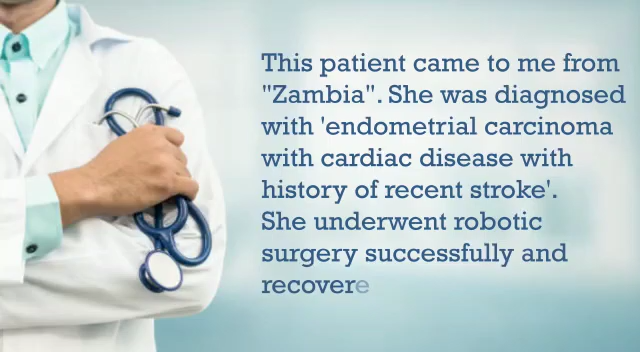 This patient came to me from
"Zambia". She was diagnosed
with 'endometrial carcinoma
with cardiac disease with
history of recent stroke'.
She underwent robotic
surgery successfully and
recovere